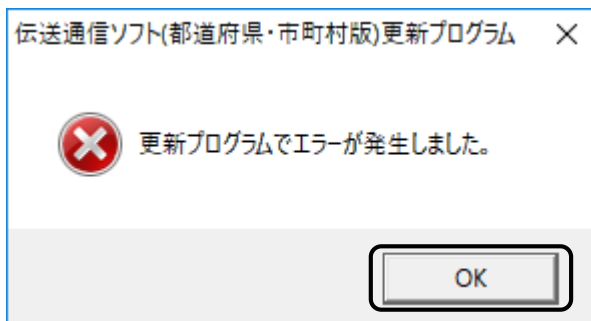 伝送通信ソフト(都道府県・市町村版)更新プログラム
更新プログラムでエラーが発生しました。
OK